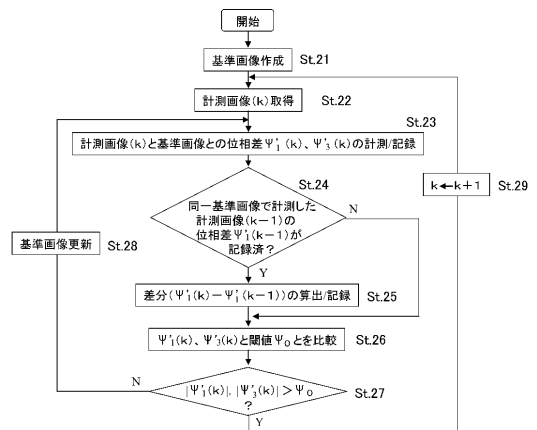 開始
基準画像作成
St.21
計測画像(k)取得
St.22
St.23
計測画像(k)と基準画像との位相差Ψ'₁(k)、Ψ'₃(k)の計測/記録
St.24
同一基準画像で計測した
計測画像(k-1)の
位相差Ψ'₁(k-1)が
記録済?
N
Y
k←k+1
St.29
基準画像更新
St.28
差分(Ψ'₁(k)-Ψ'₁(k-1))の算出/記録
St.25
Ψ'₁(k)、Ψ'₃(k)と閾値Ψ₀とを比較
St.26
N
|Ψ'₁(k)|, |Ψ'₃(k)|>Ψ₀
?
St.27
Y